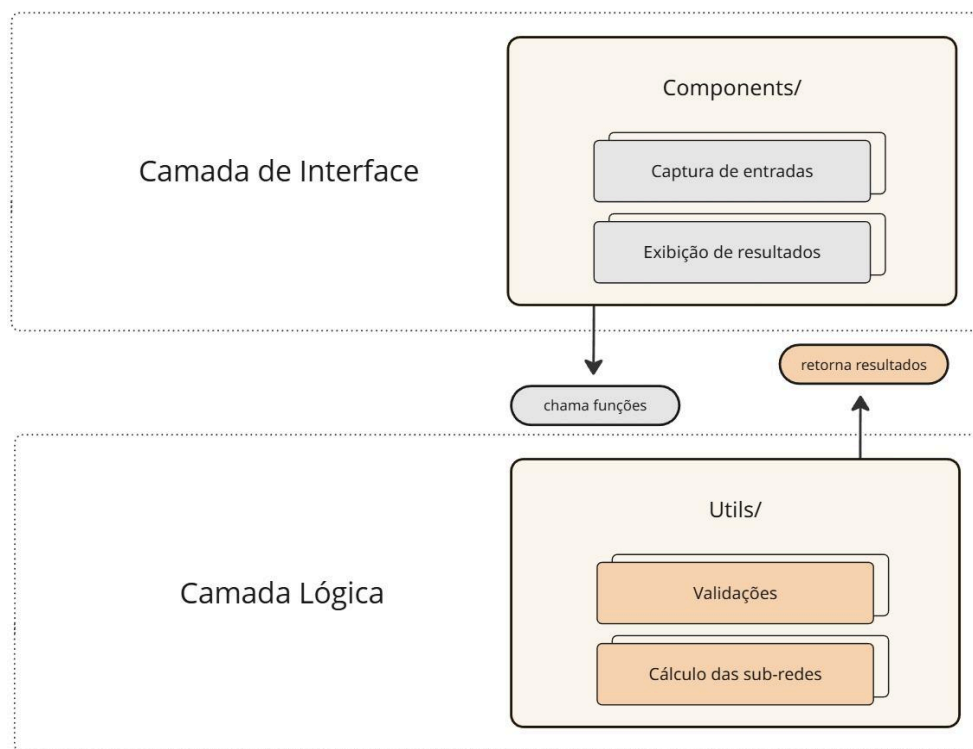 Components/
Camada de Interface
Captura de entradas
Exibição de resultados
retorna resultados
chama funções
Utils/
Camada Lógica
Validações
Cálculo das sub-redes